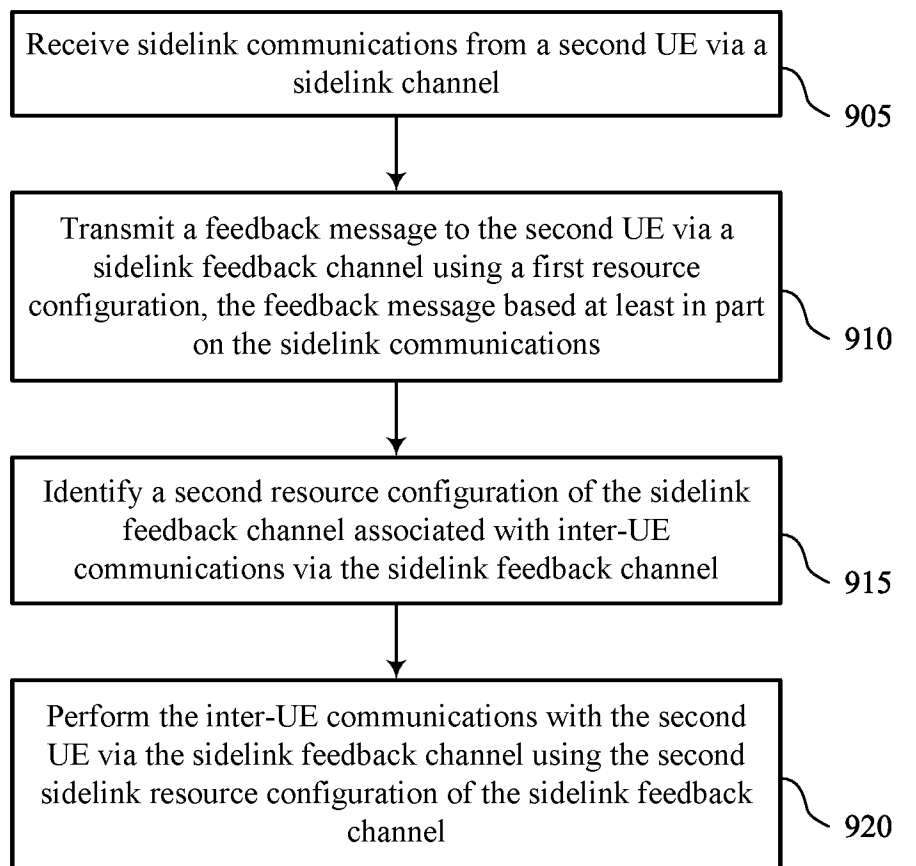 Receive sidelink communications from a second UE via a
sidelink channel
905
Transmit a feedback message to the second UE via a
sidelink feedback channel using a first resource
configuration, the feedback message based at least in part
on the sidelink communications
910
Identify a second resource configuration of the sidelink
feedback channel associated with inter-UE
communications via the sidelink feedback channel
915
Perform the inter-UE communications with the second
UE via the sidelink feedback channel using the second
sidelink resource configuration of the sidelink feedback
channel
920